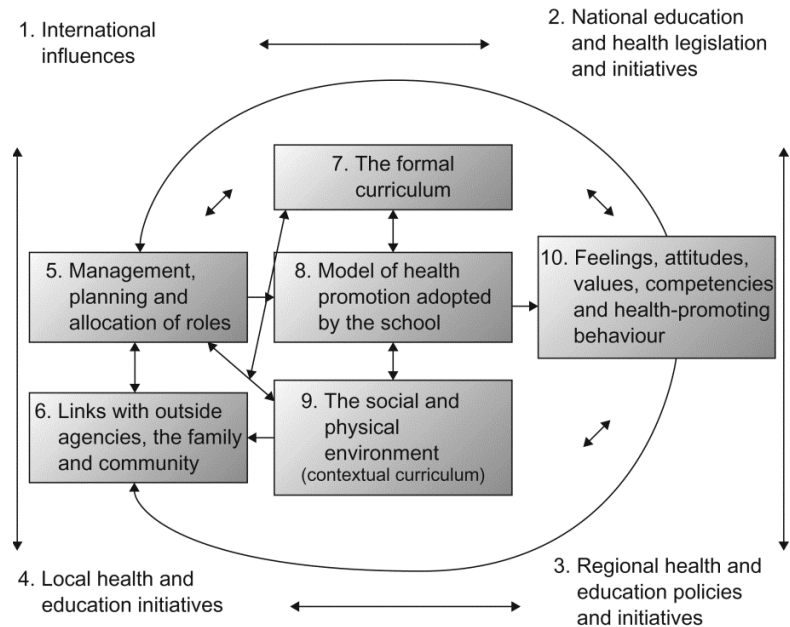 1. International
influences
2. National education
and health legislation
and initiatives
7. The formal
curriculum
5. Management,
planning and
allocation of roles
8. Model of health
promotion adopted
by the school
10. Feelings, attitudes,
values, competencies
and health-promoting
behaviour
6. Links with outside
agencies, the family
and community
9. The social and
physical
environment
(contextual curriculum)
4. Local health and
education initiatives
3. Regional health and
education policies
and initiatives